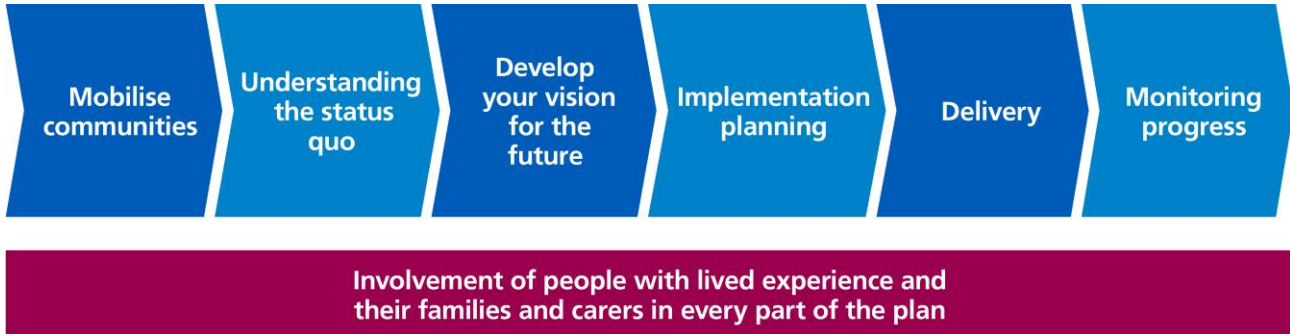 Mobilise
communities
Understanding
the status
quo
Develop
your vision
for the
future
Implementation
planning
Delivery
Monitoring
progress
Involvement of people with lived experience and
their families and carers in every part of the plan